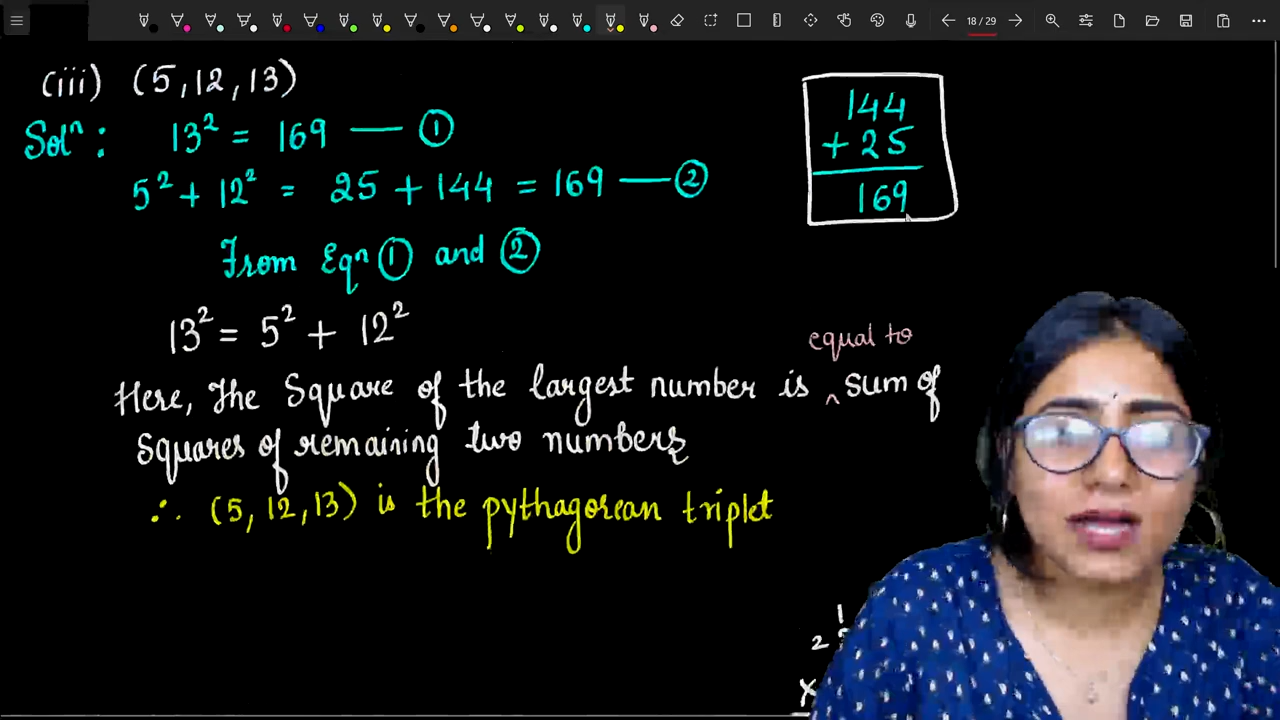 18 / 29
(iii) (5, 12, 13)
Solⁿ : 13² = 169 — ①
5² + 12² = 25 + 144 = 169 — ②
From Eqⁿ ① and ②
13² = 5² + 12²
equal to
Here, The Square of the largest number is ^ sum of
Squares of remaining two numbers
∴ (5, 12, 13) is the pythagorean triplet
144
+ 25
169
1
2
X